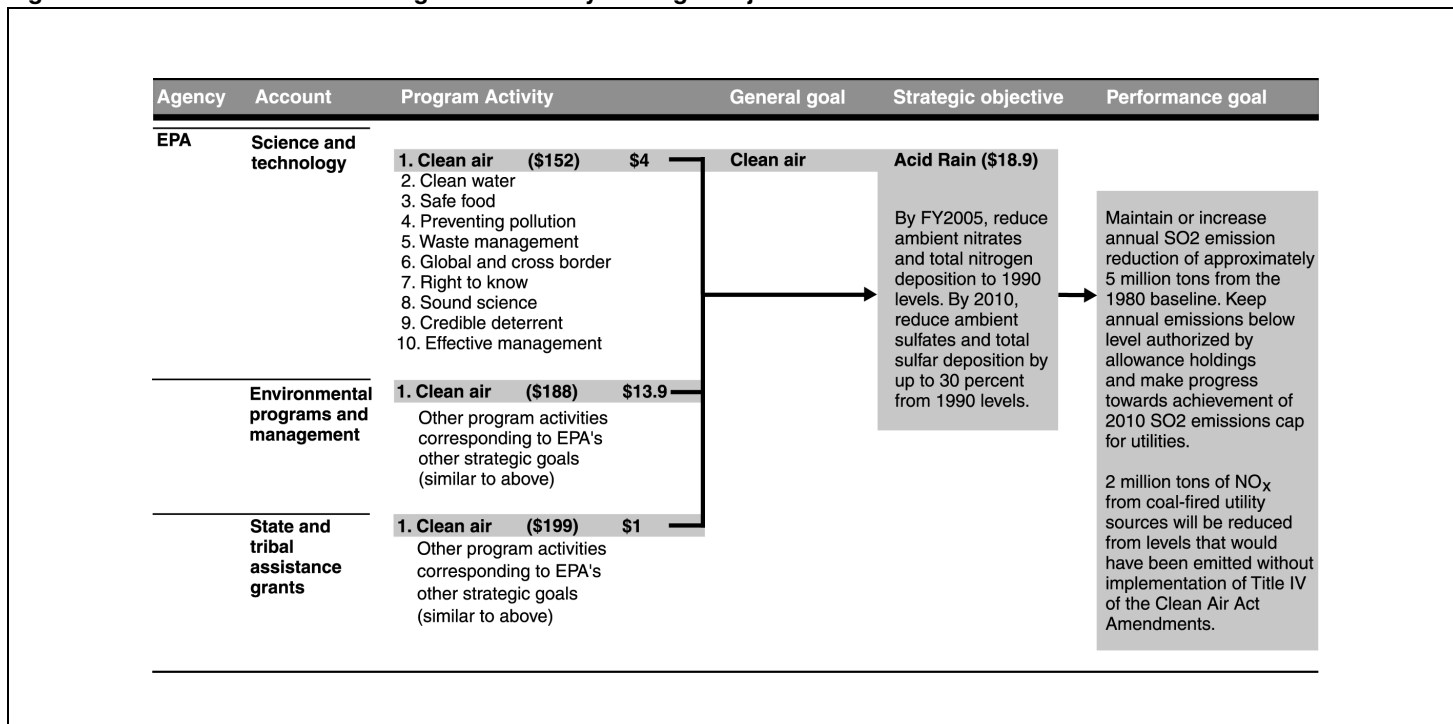 Agency Account Program Activity General goal Strategic objective Performance goal
EPA
Science and
technology
1. Clean air ($152) $4
2. Clean water
3. Safe food
4. Preventing pollution
5. Waste management
6. Global and cross border
7. Right to know
8. Sound science
9. Credible deterrent
10. Effective management
Environmental
programs and
management
1. Clean air ($188) $13.9
Other program activities
corresponding to EPA's
other strategic goals
(similar to above)
State and
tribal
assistance
grants
1. Clean air ($199) $1
Other program activities
corresponding to EPA's
other strategic goals
(similar to above)
Clean air
Acid Rain ($18.9)
By FY2005, reduce
ambient nitrates
and total nitrogen
deposition to 1990
levels. By 2010,
reduce ambient
sulfates and total
sulfar deposition by
up to 30 percent
from 1990 levels.
Maintain or increase
annual SO2 emission
reduction of approximately
5 million tons from the
1980 baseline. Keep
annual emissions below
level authorized by
allowance holdings
and make progress
towards achievement of
2010 SO2 emissions cap
for utilities.
2 million tons of NOx
from coal-fired utility
sources will be reduced
from levels that would
have been emitted without
implementation of Title IV
of the Clean Air Act
Amendments.